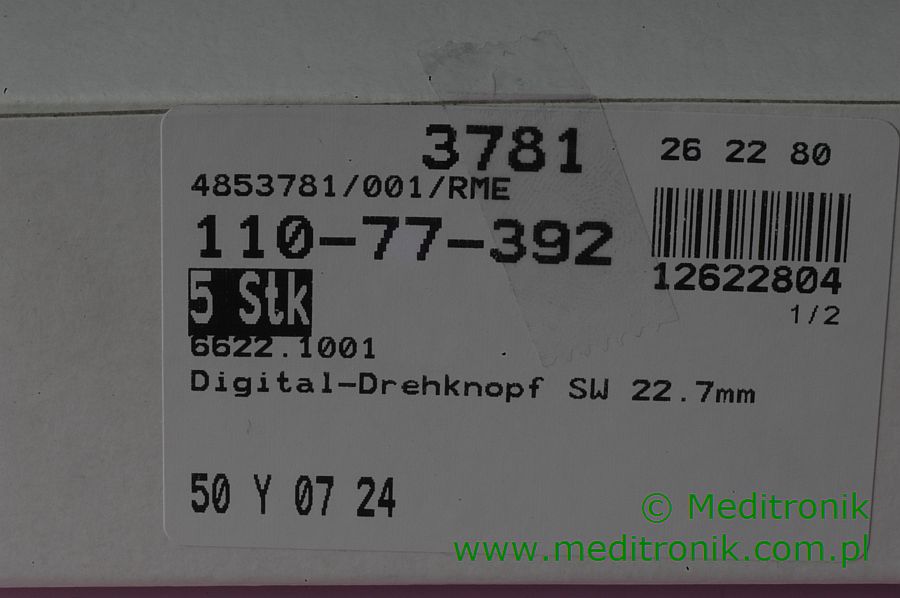 3781
26 22 80
4853781/001/RME
110-77-392
12622804
5 Stk
1/2
6622.1001
Digital-Drehknopf SW 22.7mm
50 Y 07 24
© Meditronik
www.meditronik.com.pl